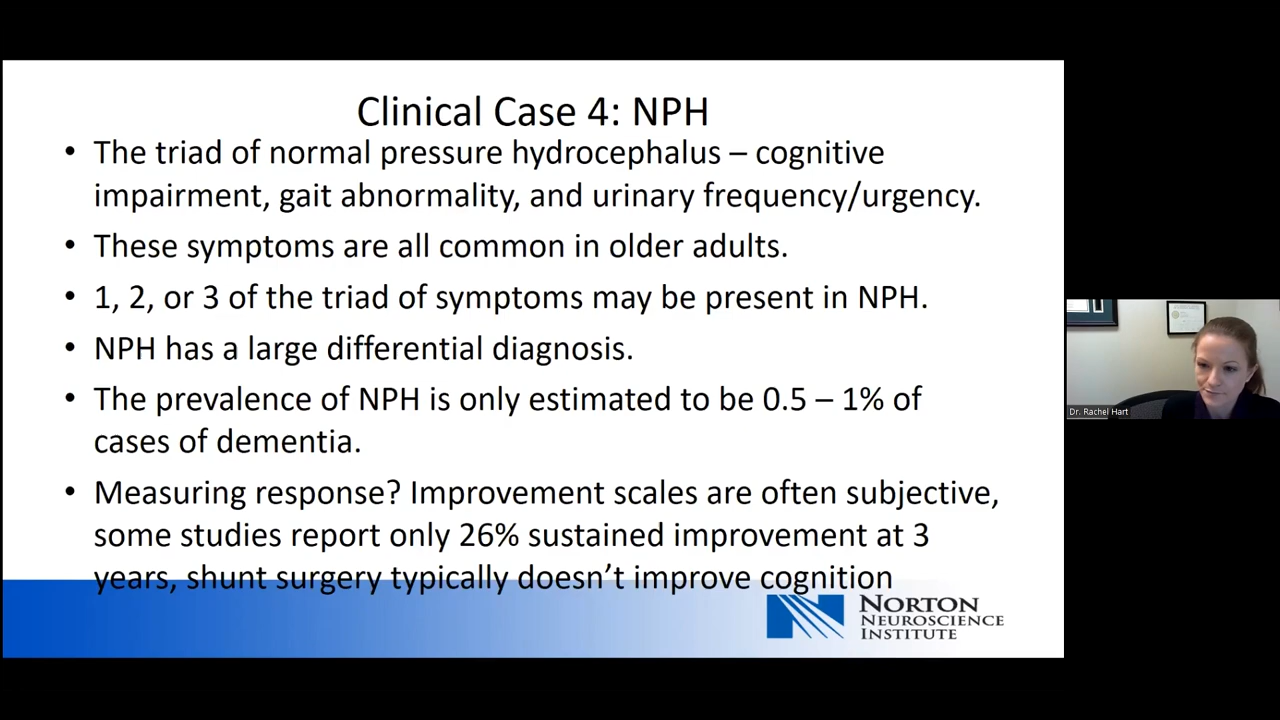 Clinical Case 4: NPH
• The triad of normal pressure hydrocephalus – cognitive
impairment, gait abnormality, and urinary frequency/urgency.
• These symptoms are all common in older adults.
• 1, 2, or 3 of the triad of symptoms may be present in NPH.
• NPH has a large differential diagnosis.
• The prevalence of NPH is only estimated to be 0.5 – 1% of
cases of dementia.
• Measuring response? Improvement scales are often subjective,
some studies report only 26% sustained improvement at 3
years, shunt surgery typically doesn’t improve cognition
NORTON
NEUROSCIENCE
INSTITUTE
Dr. Rachel Hart